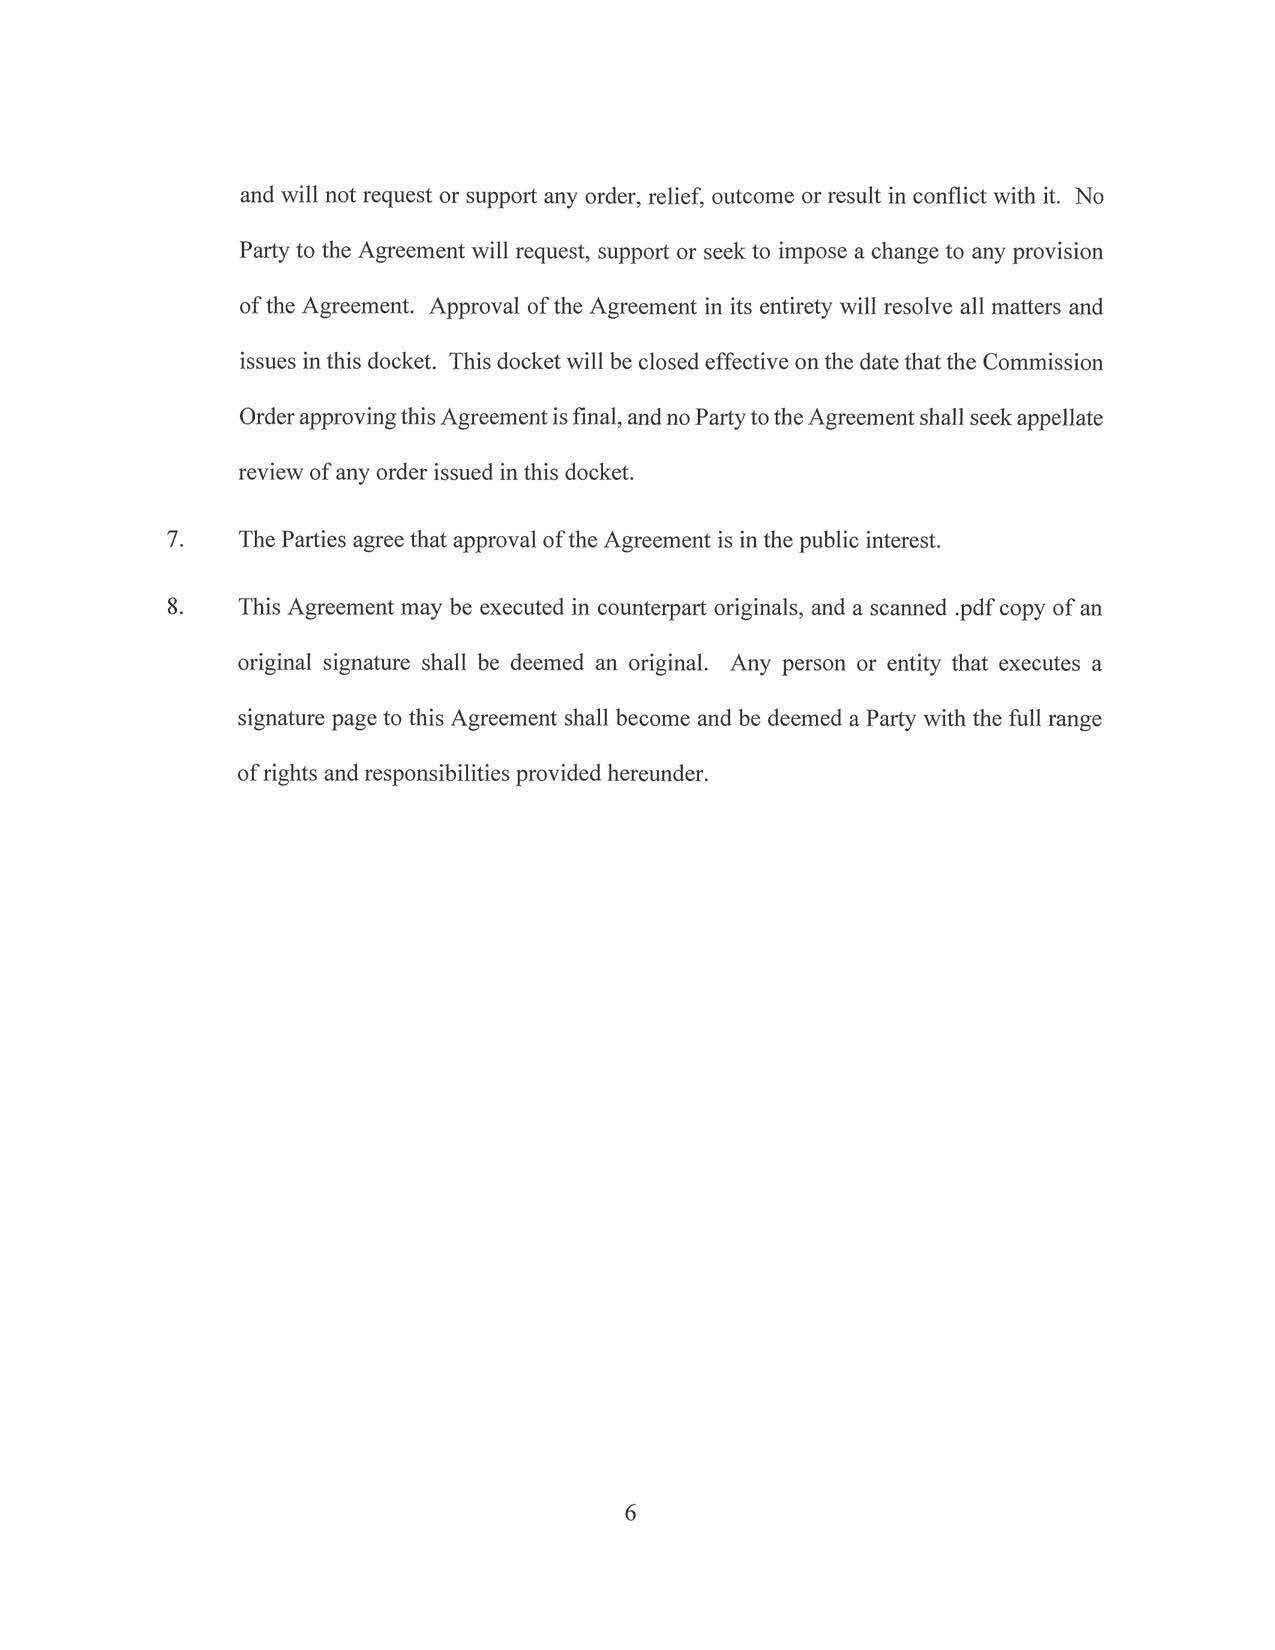 and will not request or support any order, relief, outcome or result in conflict with it. No
Party to the Agreement will request, support or seek to impose a change to any provision
of the Agreement. Approval of the Agreement in its entirety will resolve all matters and
issues in this docket. This docket will be closed effective on the date that the Commission
Order approving this Agreement is final, and no Party to the Agreement shall seek appellate
review of any order issued in this docket.
7. The Parties agree that approval of the Agreement is in the public interest.
8. This Agreement may be executed in counterpart originals, and a scanned .pdf copy of an
original signature shall be deemed an original. Any person or entity that executes a
signature page to this Agreement shall become and be deemed a Party with the full range
of rights and responsibilities provided hereunder.
6